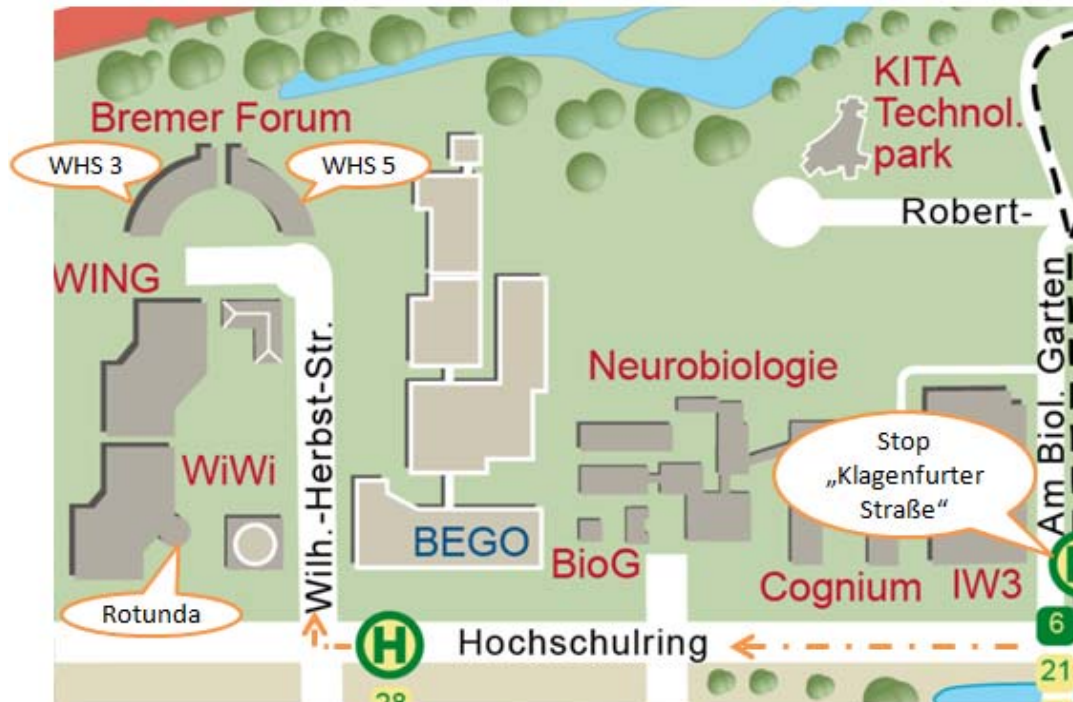 KITA
Technol.
park
Bremer Forum
WHS 3
WHS 5
Robert-
WING
Am Biol. Garten
Wilh.-Herbst-Str.
Neurobiologie
Stop
„Klagenfurter
Straße“
WiWi
BEGO
BioG
Cognium
IW3
Rotunda
H
Hochschulring
6
21
28